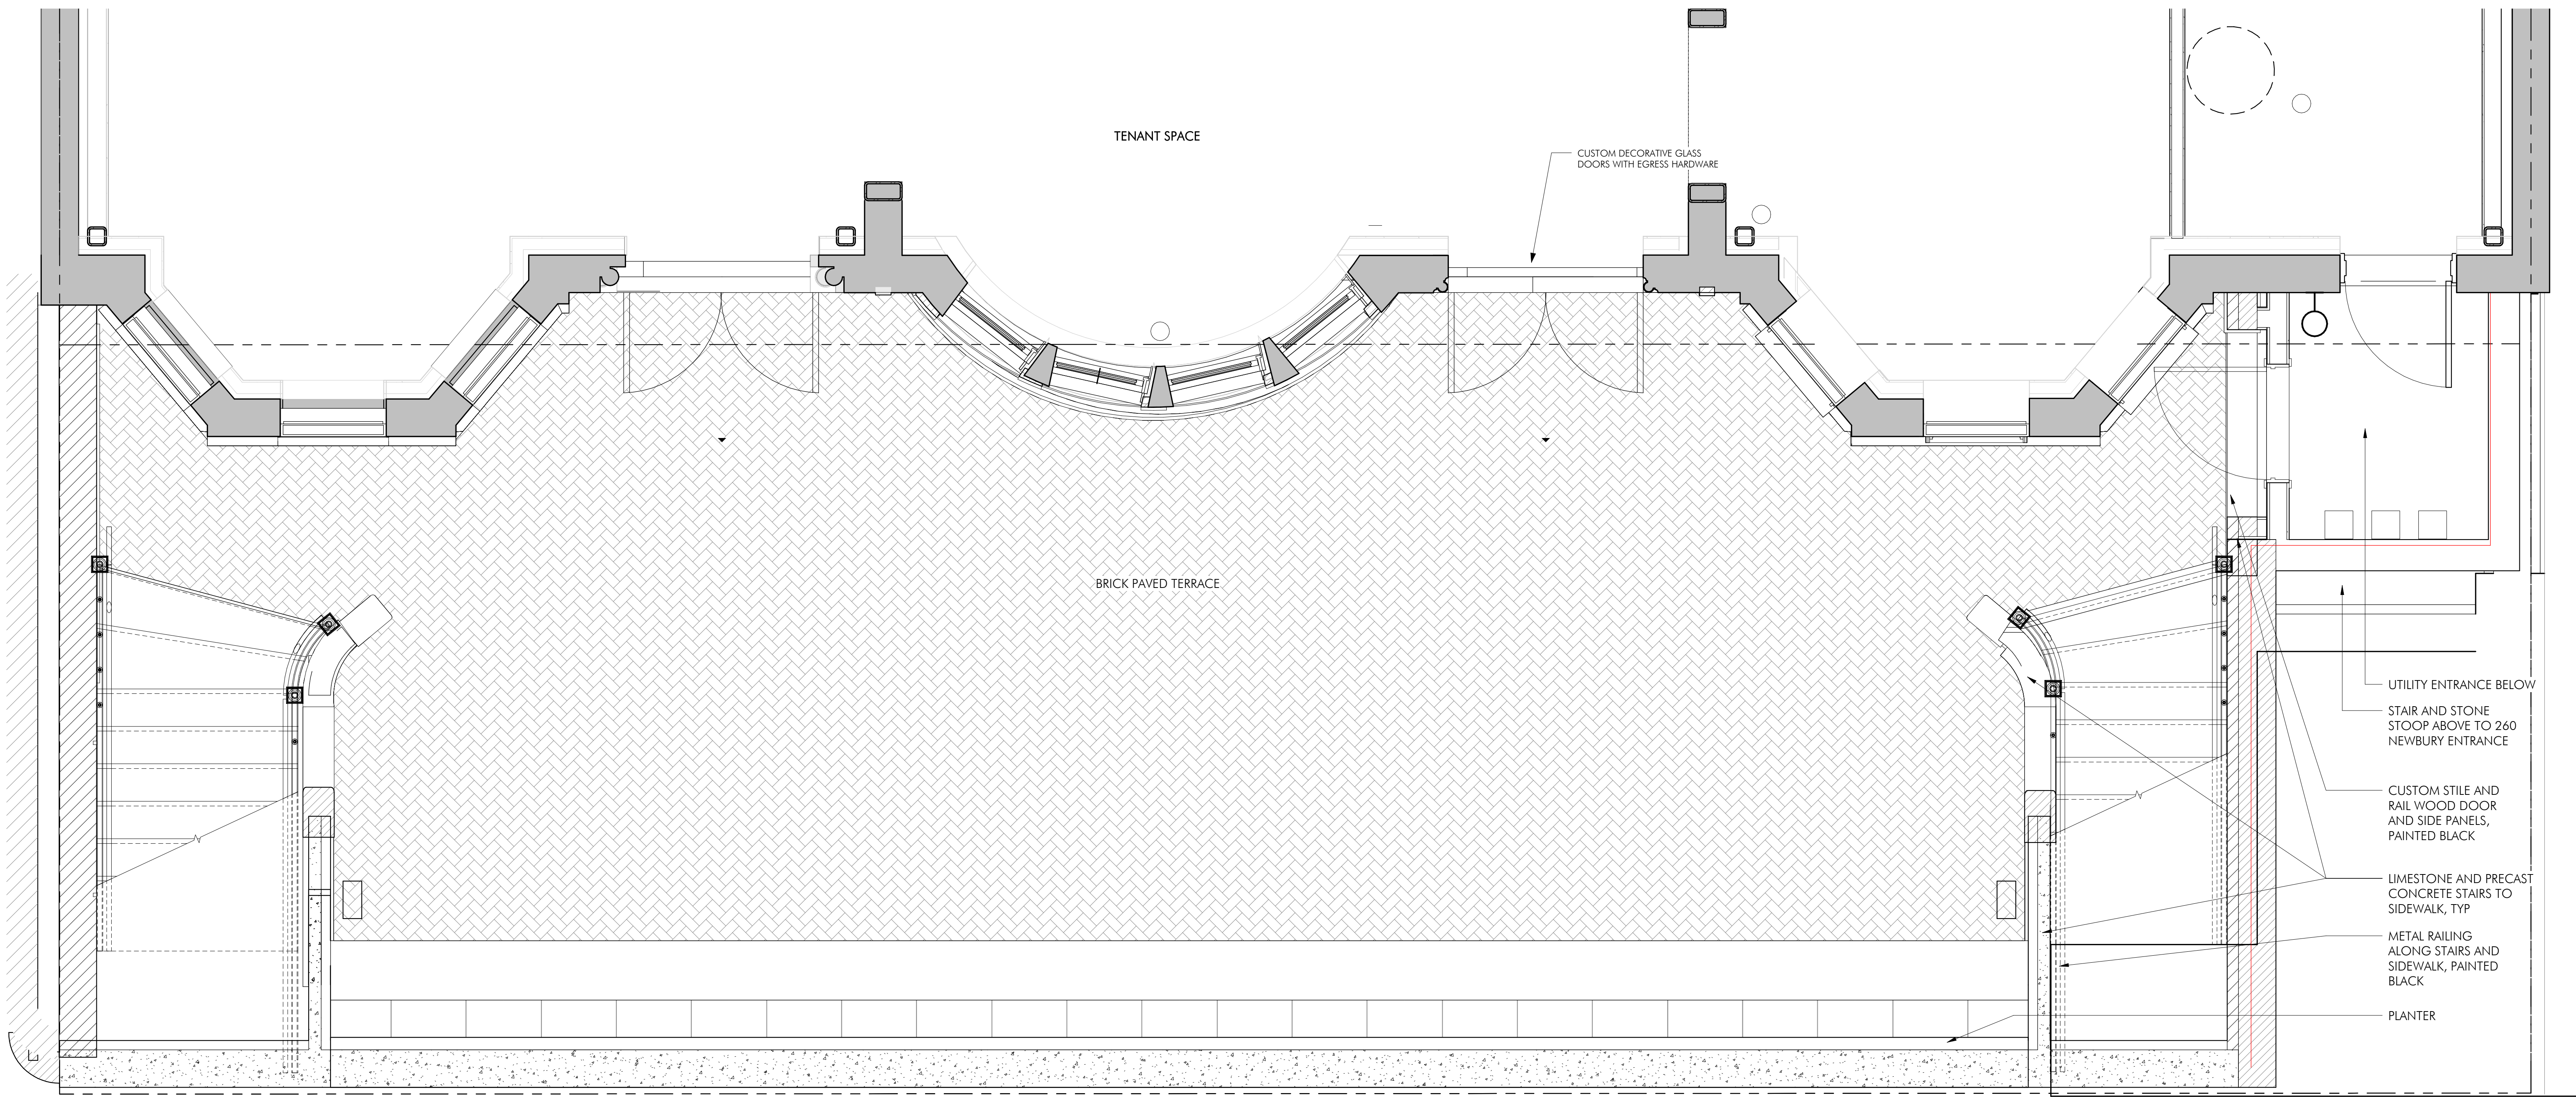 TENANT SPACE
CUSTOM DECORATIVE GLASS
DOORS WITH EGRESS HARDWARE
BRICK PAVED TERRACE
UTILITY ENTRANCE BELOW
STAIR AND STONE
STOOP ABOVE TO 260
NEWBURY ENTRANCE
CUSTOM STILE AND
RAIL WOOD DOOR
AND SIDE PANELS,
PAINTED BLACK
LIMESTONE AND PRECAST
CONCRETE STAIRS TO
SIDEWALK, TYP
METAL RAILING
ALONG STAIRS AND
SIDEWALK, PAINTED
BLACK
PLANTER